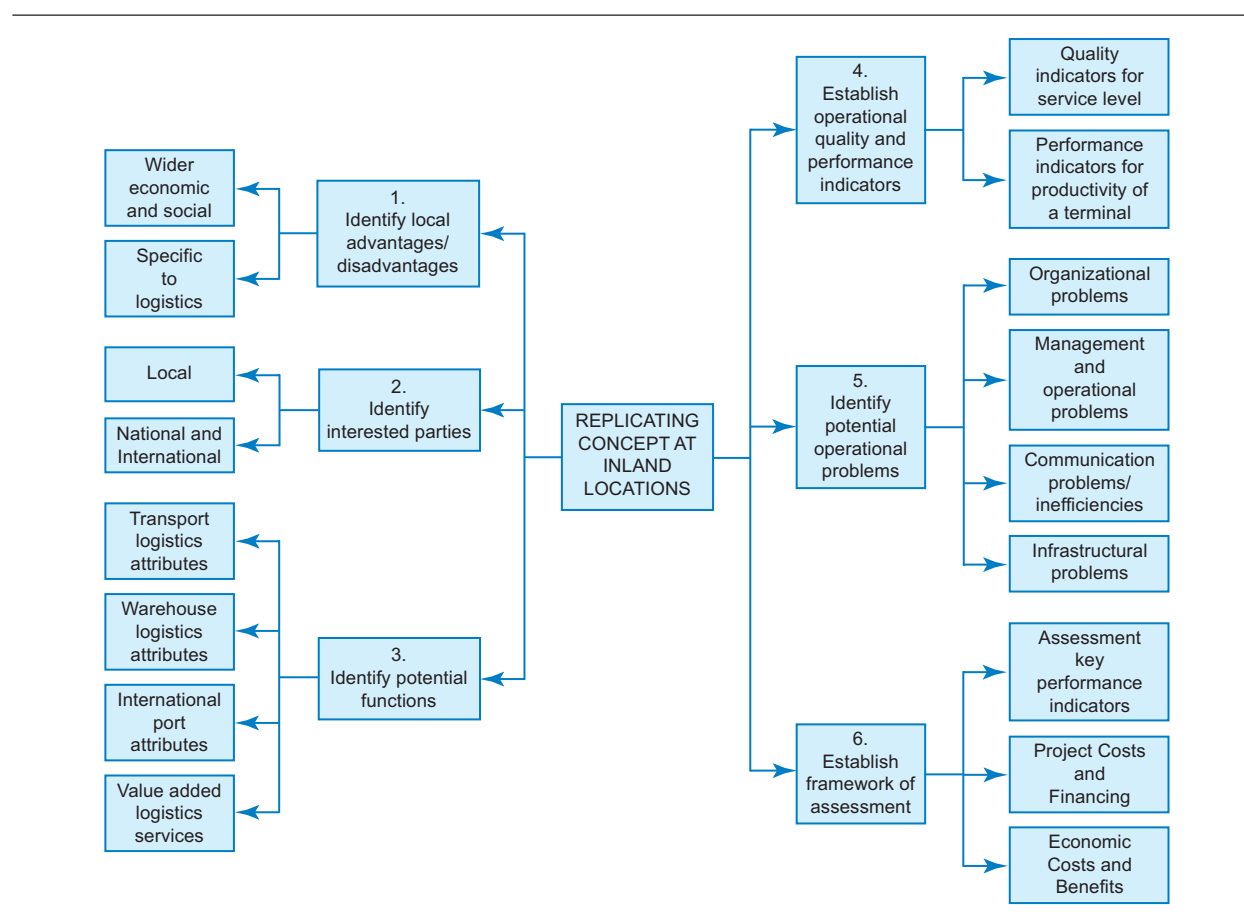 REPLICATING
CONCEPT AT
INLAND
LOCATIONS
1.
Identify local
advantages/
disadvantages
Wider
economic
and social
Specific
to
logistics
2.
Identify
interested parties
Local
National and
International
3.
Identify potential
functions
Transport
logistics
attributes
Warehouse
logistics
attributes
International
port
attributes
Value added
logistics
services
4.
Establish
operational
quality and
performance
indicators
Quality
indicators for
service level
Performance
indicators for
productivity of
a terminal
5.
Identify
potential
operational
problems
Organizational
problems
Management
and
operational
problems
Communication
problems/
inefficiencies
Infrastructural
problems
6.
Establish
framework of
assessment
Assessment
key
performance
indicators
Project Costs
and
Financing
Economic
Costs and
Benefits